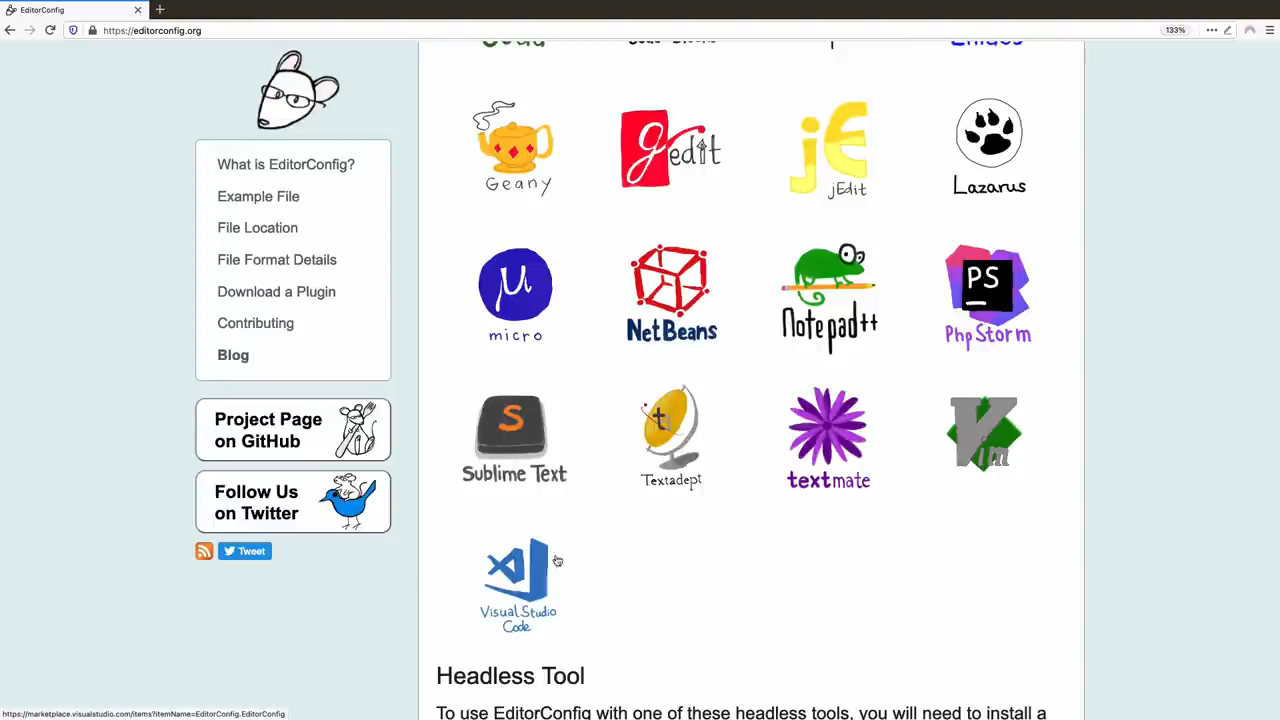 EditorConfig
https://editorconfig.org
133%
What is EditorConfig?
Example File
File Location
File Format Details
Download a Plugin
Contributing
Blog
Project Page
on GitHub
Follow Us
on Twitter
Tweet
Geany
gedit
jE
jEdit
Lazarus
μ
micro
NetBeans
Notepad++
PS
PhpStorm
S
Sublime Text
t
Textadept
textmate
Vim
Visual Studio
Code
Headless Tool
To use EditorConfig with one of these headless tools, you will need to install a
https://marketplace.visualstudio.com/items?itemName=EditorConfig.EditorConfig